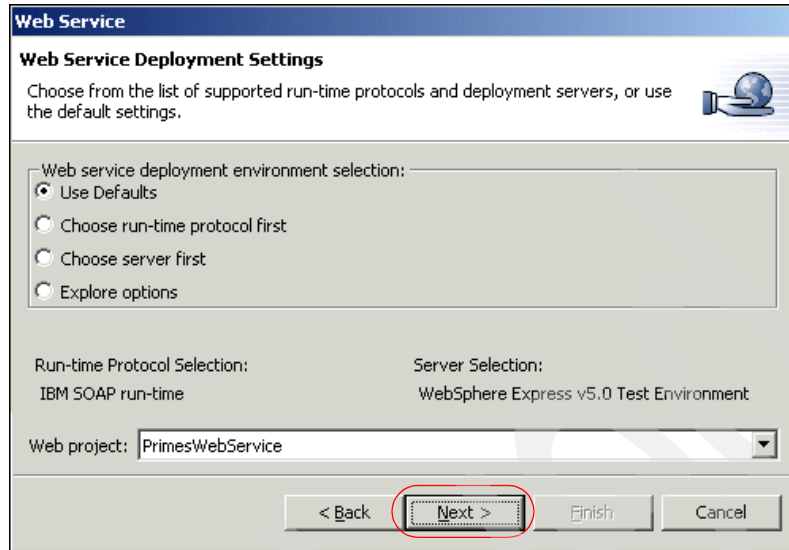 Web Service
Web Service Deployment Settings
Choose from the list of supported run-time protocols and deployment servers, or use
the default settings.
Web service deployment environment selection:
Use Defaults
Choose run-time protocol first
Choose server first
Explore options
Run-time Protocol Selection:
Server Selection:
IBM SOAP run-time
WebSphere Express v5.0 Test Environment
Web project: PrimesWebService
< Back Next > Finish Cancel